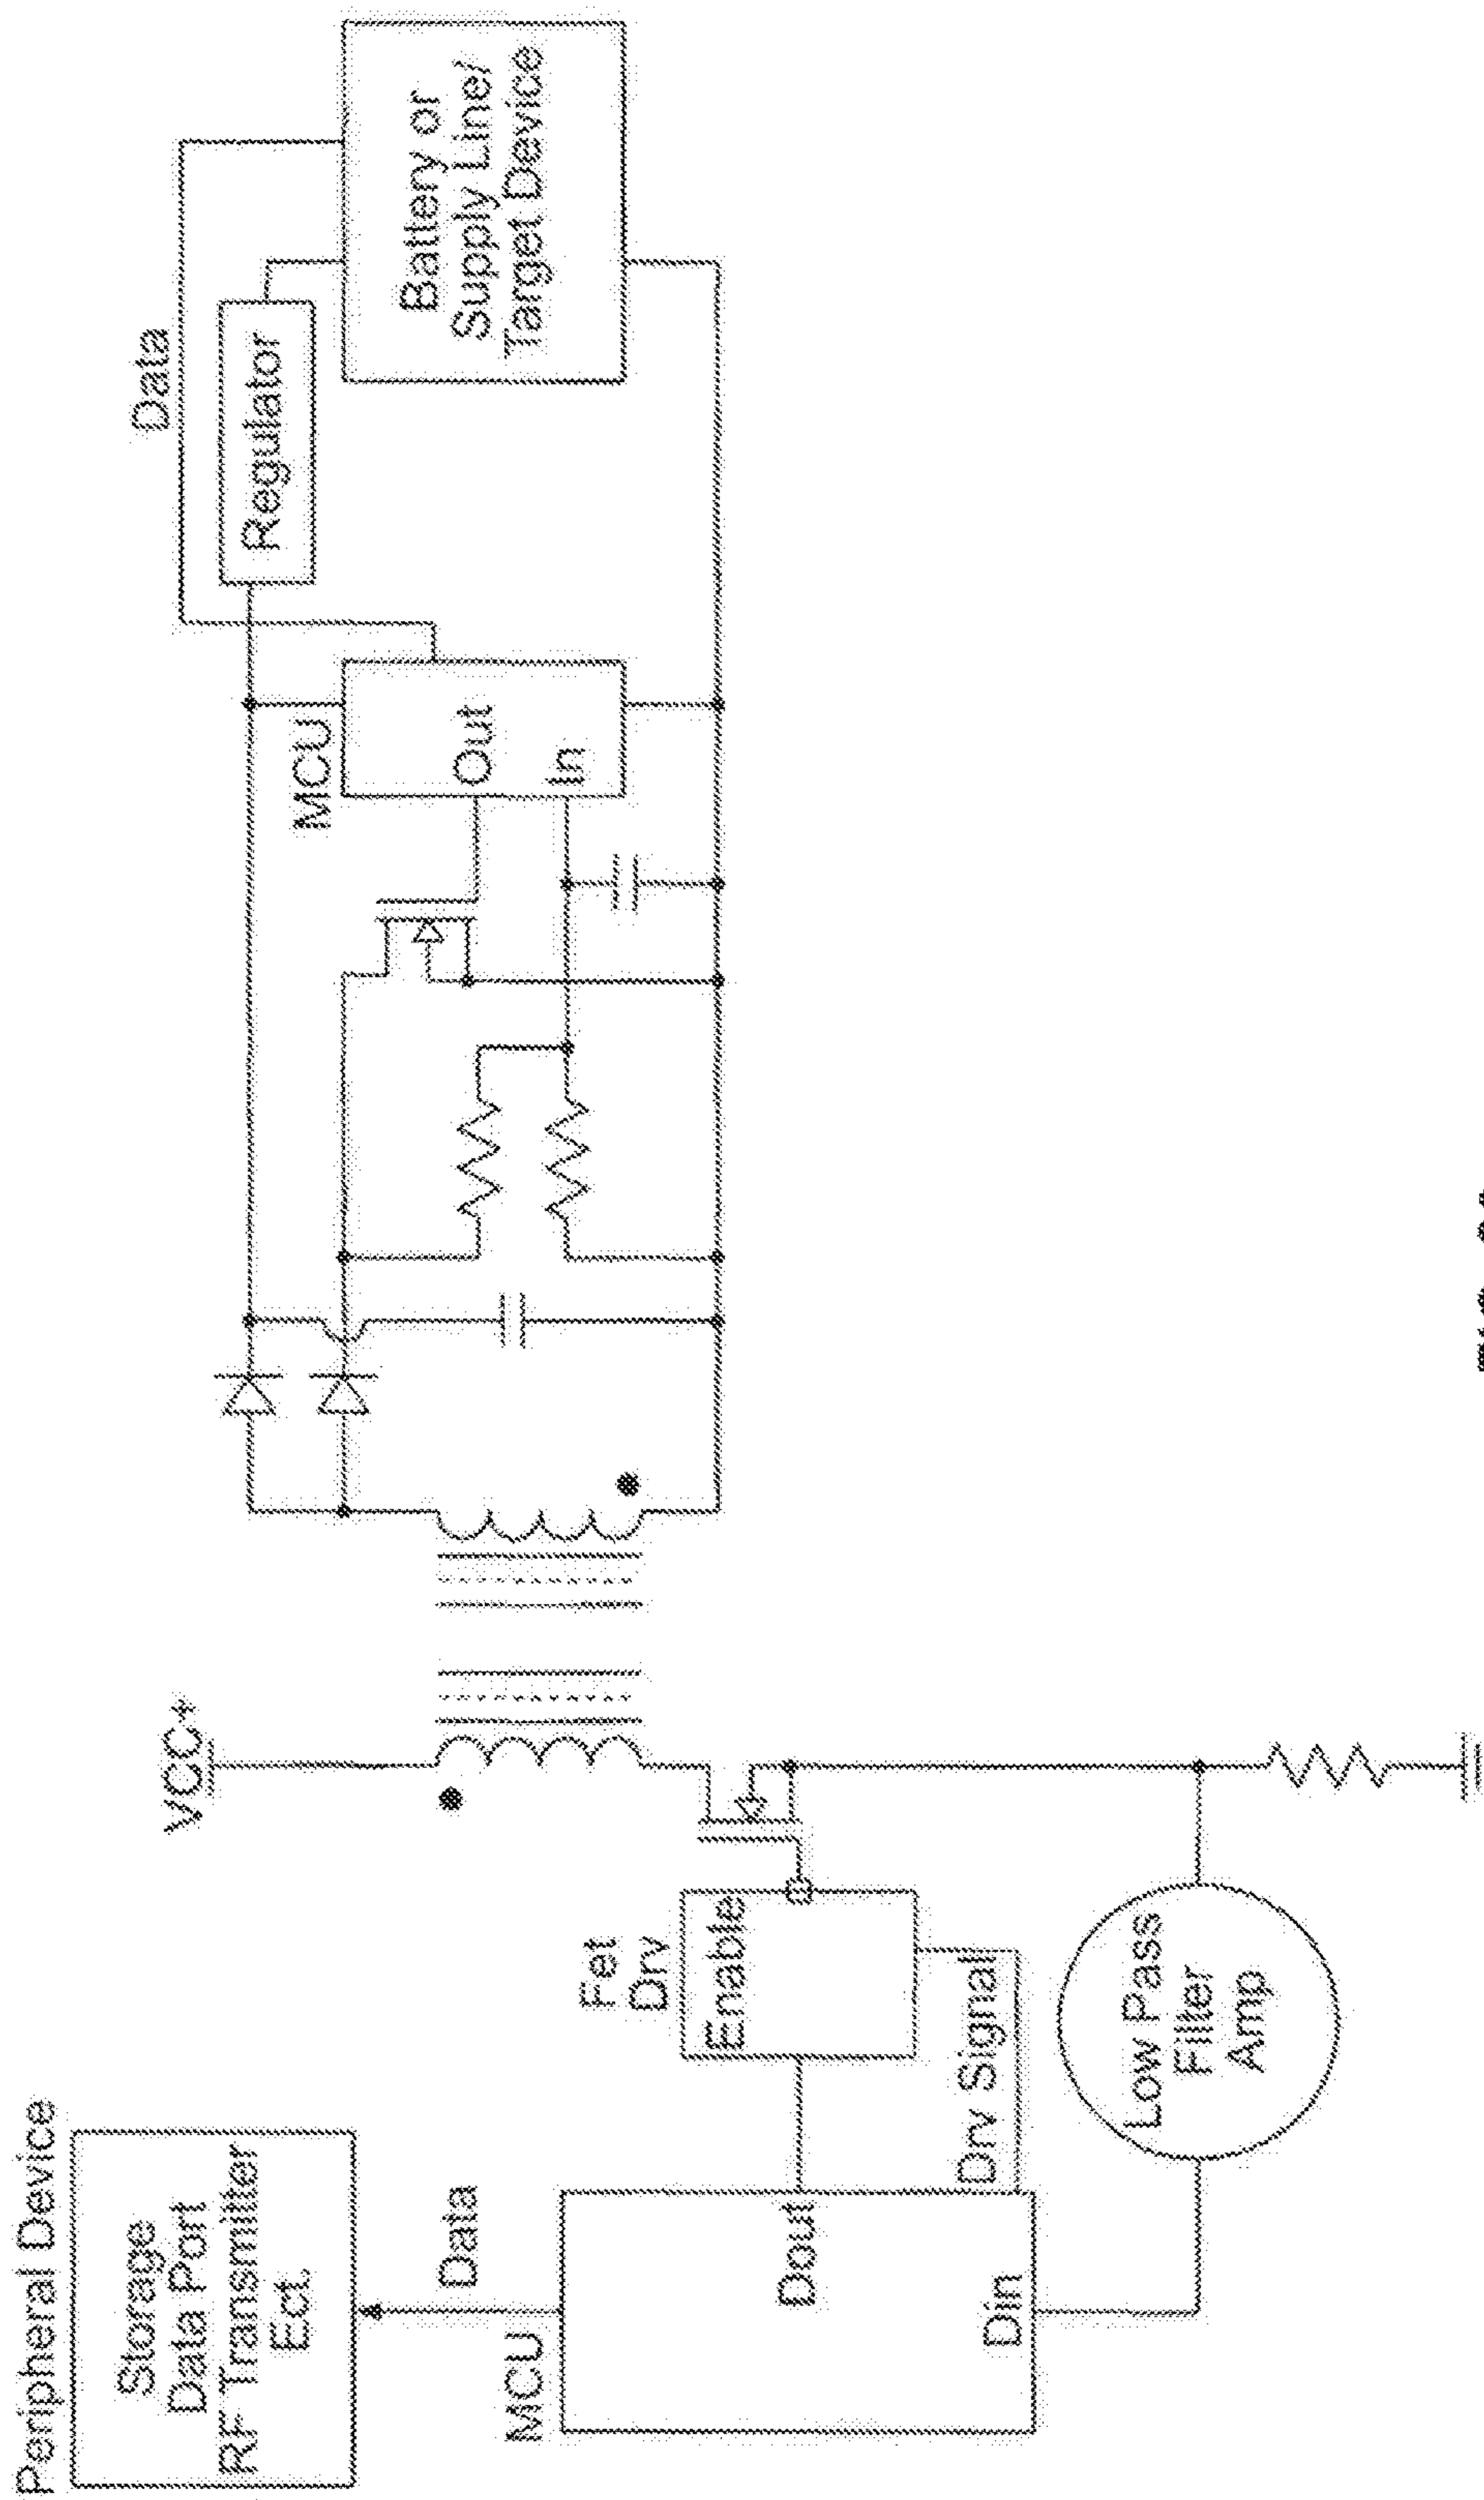 Peripheral Device
Storage
Data Port
RF Transmitter
Ect.
Data
MCU
Dout
Din
Fet
Drv
Enable
Drv Signal
Low Pass
Filter
Amp
VCC+
MCU
Out
In
Data
Regulator
Battery or
Supply Line/
Target Device